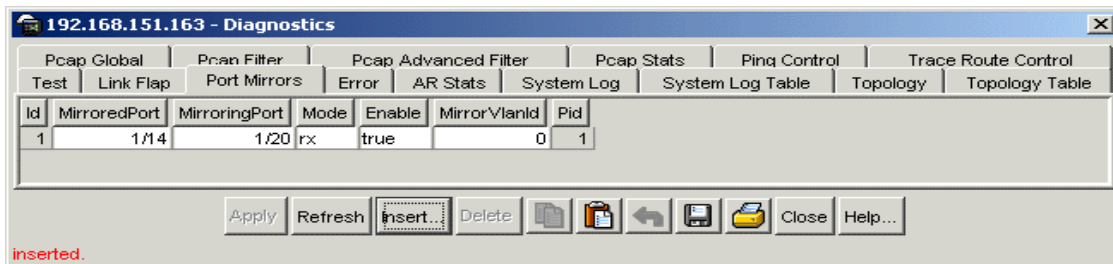 192.168.151.163 - Diagnostics
Pcap Global Pcap Filter Pcap Advanced Filter Pcap Stats Ping Control Trace Route Control
Test Link Flap Port Mirrors Error AR Stats System Log System Log Table Topology Topology Table
Id MirroredPort MirroringPort Mode Enable MirrorVlanId Pid
1 1/14 1/20 rx true 0 1
Apply Refresh Insert... Delete Close Help...
inserted.